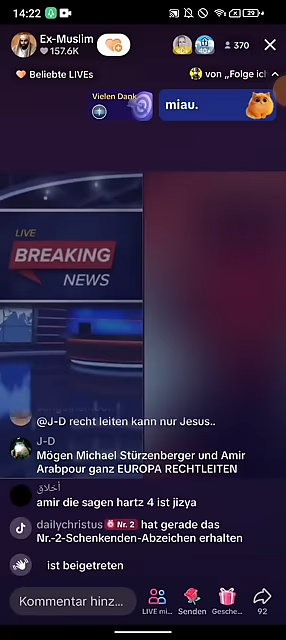 14:22
Ex-Muslim
157.6K
370
Beliebte LIVEs
von „Folge ich
Vielen Dank
miau.
LIVE
BREAKING
NEWS
@J-D recht leiten kann nur Jesus..
J-D
Mögen Michael Stürzenberger und Amir
Arabpour ganz EUROPA RECHTLEITEN
أخلاق
amir die sagen hartz 4 ist jizya
dailychristus Nr. 2 hat gerade das
Nr.-2-Schenkenden-Abzeichen erhalten
ist beigetreten
Kommentar hinz...
LIVE mi... Senden Gesche... 92